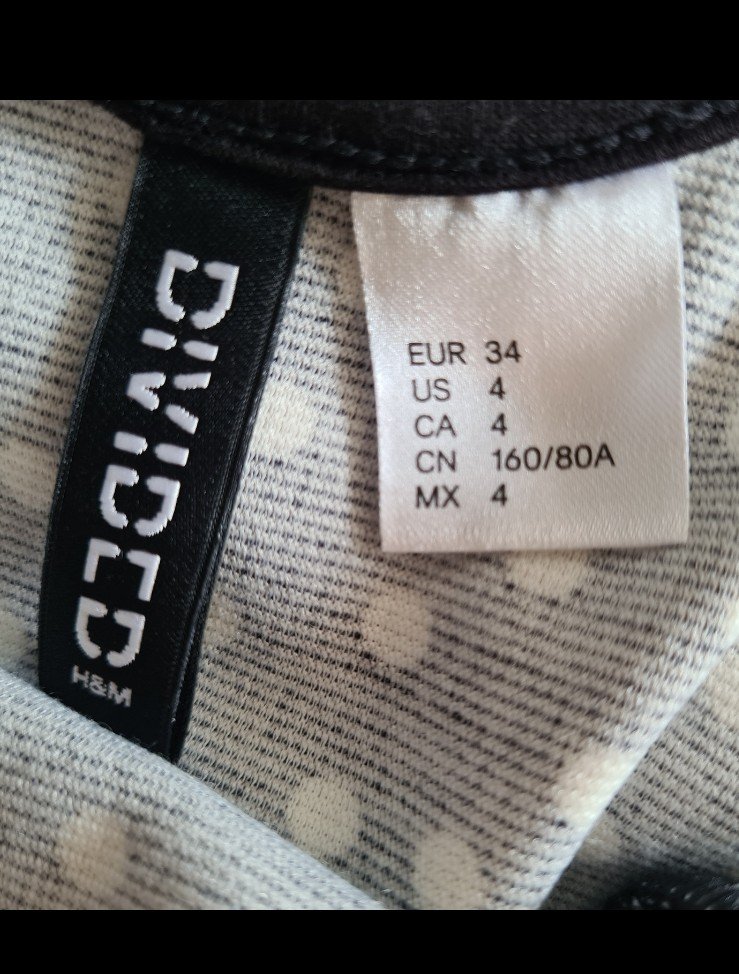 DIVIDED
H&M
EUR 34
US 4
CA 4
CN 160/80A
MX 4